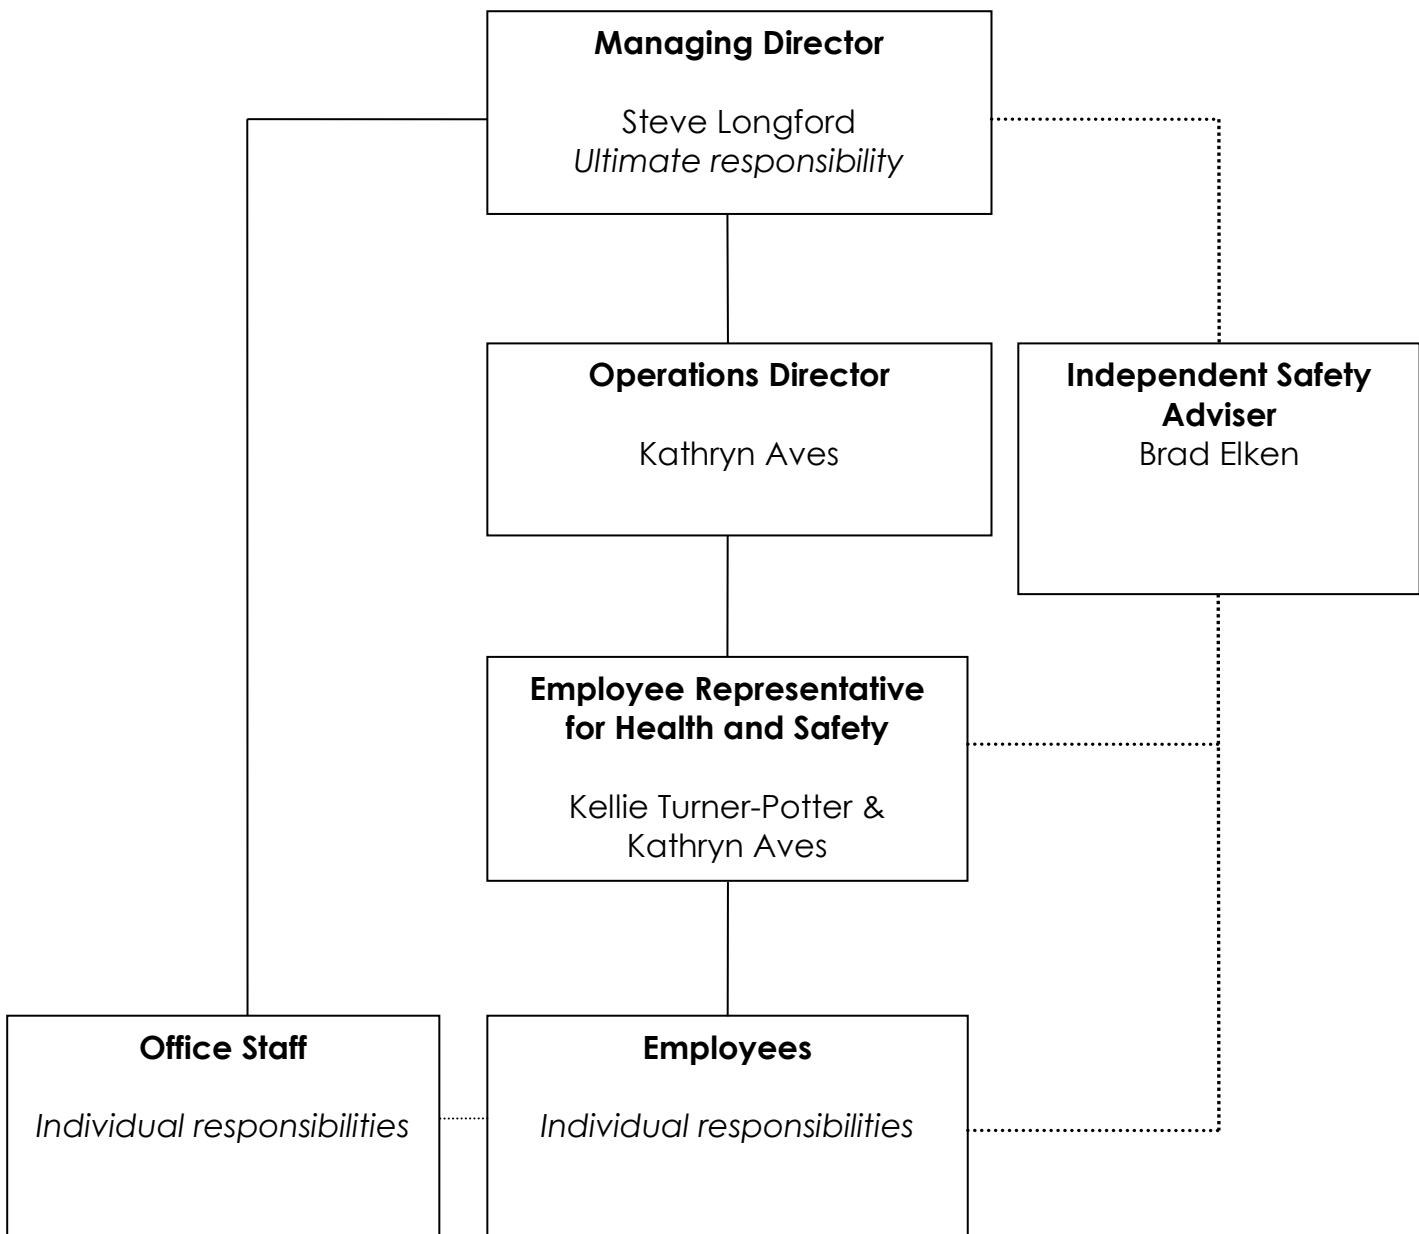 Managing Director
Steve Longford
Ultimate responsibility
Operations Director
Kathryn Aves
Independent Safety
Adviser
Brad Elken
Employee Representative
for Health and Safety
Kellie Turner-Potter &
Kathryn Aves
Office Staff
Individual responsibilities
Employees
Individual responsibilities